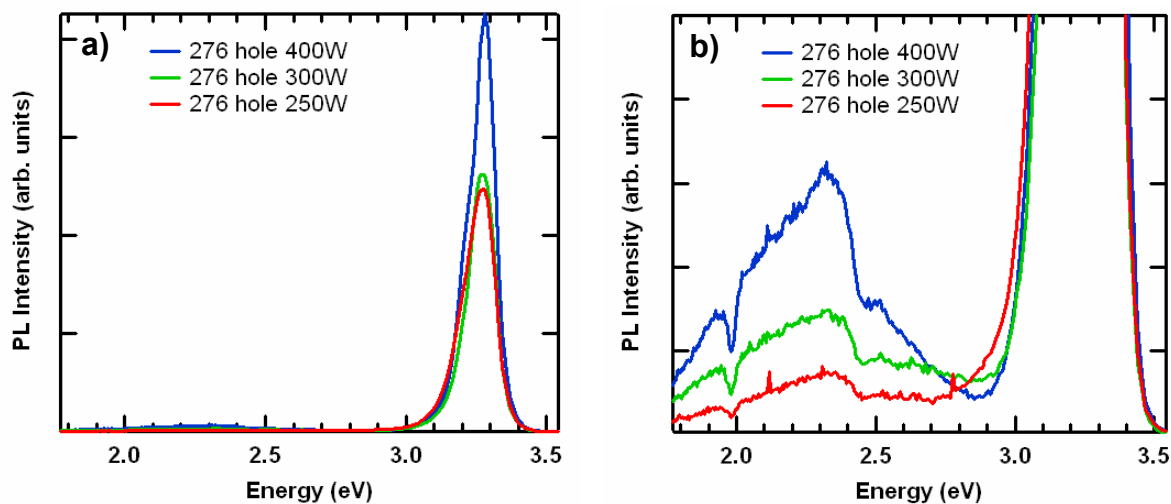 a)
276 hole 400W
276 hole 300W
276 hole 250W
PL Intensity (arb. units)
2.0 2.5 3.0 3.5
Energy (eV)
b)
276 hole 400W
276 hole 300W
276 hole 250W
PL Intensity (arb. units)
2.0 2.5 3.0 3.5
Energy (eV)